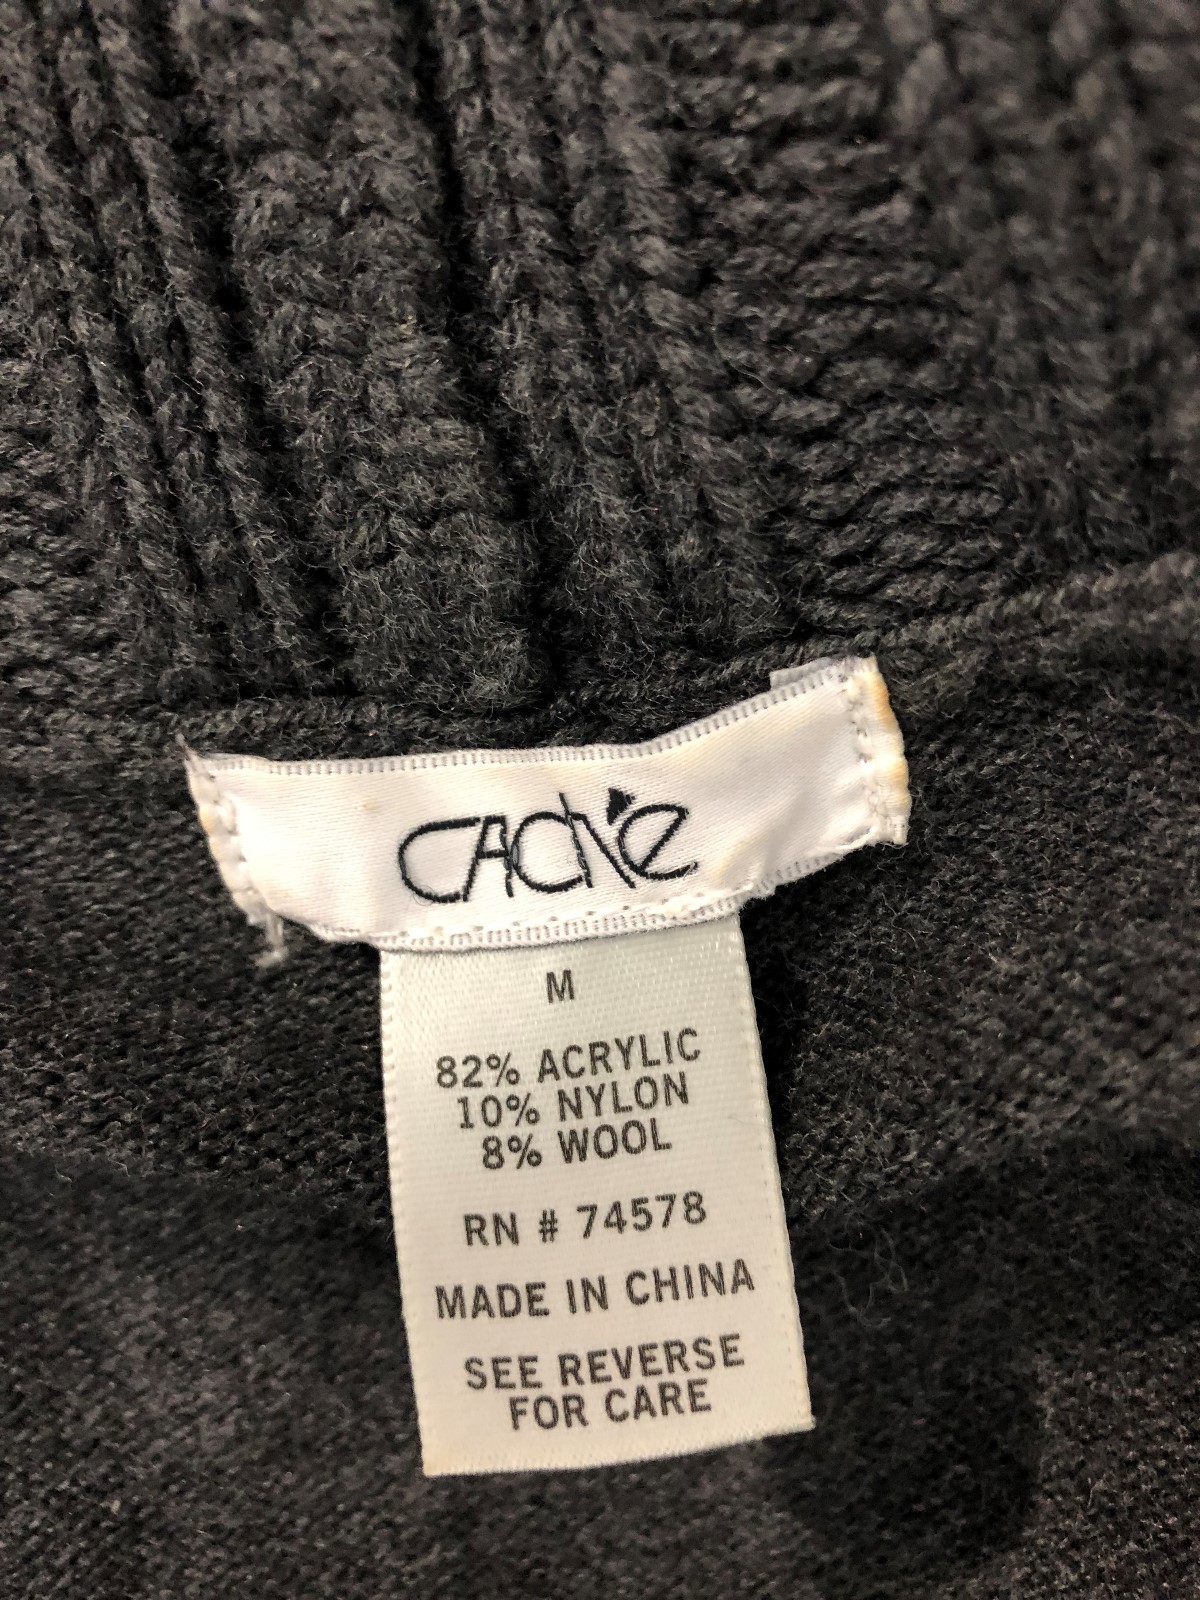 CACHE
M
82% ACRYLIC
10% NYLON
8% WOOL
RN # 74578
MADE IN CHINA
SEE REVERSE
FOR CARE